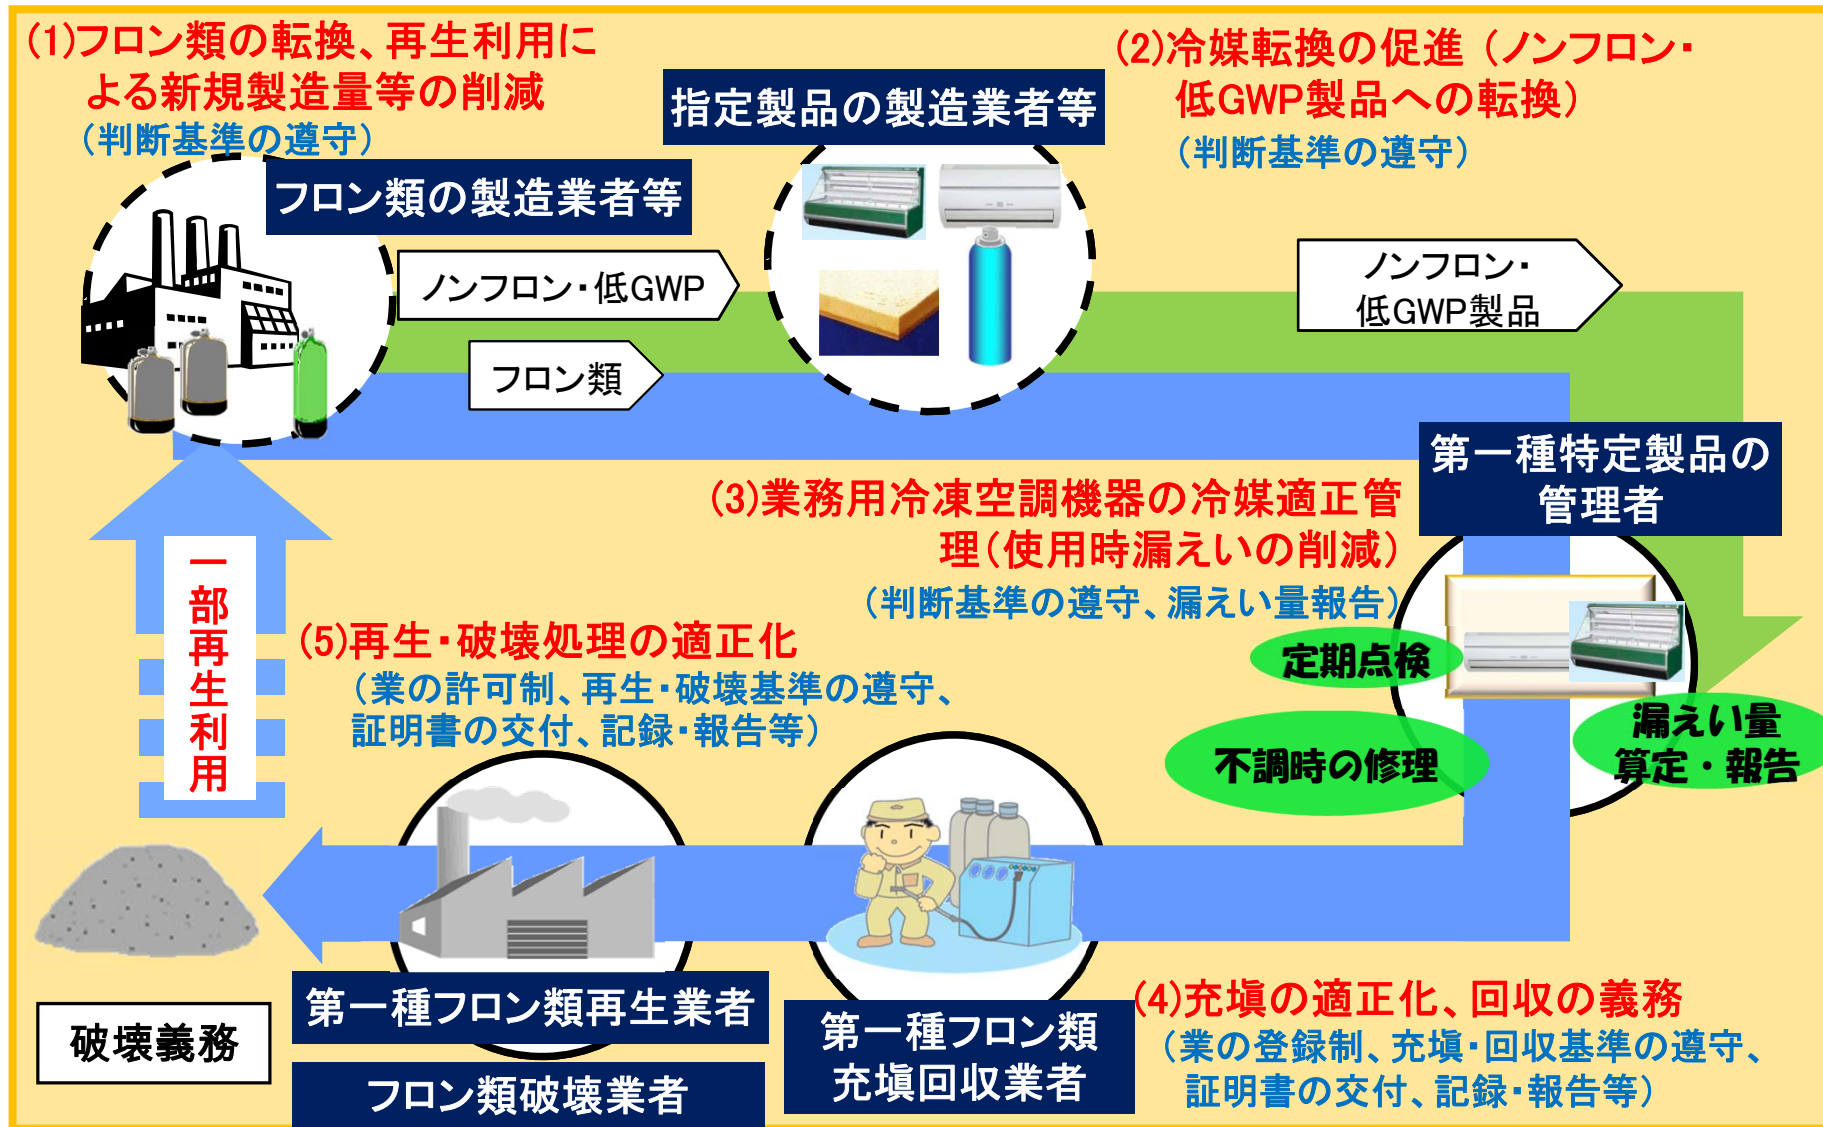 (1)フロン類の転換、再生利用に
よる新規製造量等の削減
(判断基準の遵守)
フロン類の製造業者等
指定製品の製造業者等
(2)冷媒転換の促進(ノンフロン・
低GWP製品への転換)
(判断基準の遵守)
ノンフロン・低GWP
フロン類
ノンフロン・
低GWP製品
第一種特定製品の
管理者
(3)業務用冷凍空調機器の冷媒適正管
理(使用時漏えいの削減)
(判断基準の遵守、漏えい量報告)
定期点検
不調時の修理
漏えい量
算定・報告
一部再生利用
(5)再生・破壊処理の適正化
(業の許可制、再生・破壊基準の遵守、
証明書の交付、記録・報告等)
破壊義務
第一種フロン類再生業者
フロン類破壊業者
第一種フロン類
充塡回収業者
(4)充塡の適正化、回収の義務
(業の登録制、充塡・回収基準の遵守、
証明書の交付、記録・報告等)